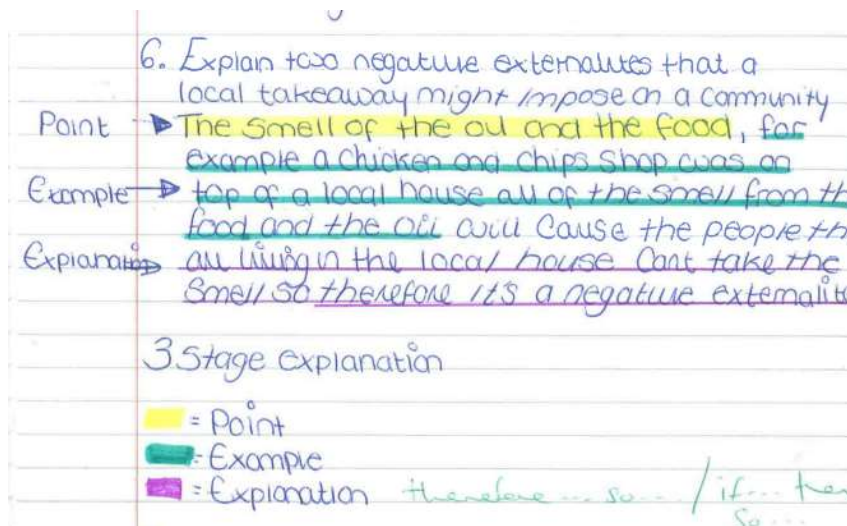 6. Explain two negative externalites that a
local takeaway might impose on a community
Point The smell of the oil and the food, for
example a chicken and chips shop was on
Example top of a local house all of the smell from th
food and the oil will cause the people th
Explanation all living in the local house cant take the
smell so therefore it's a negative externalite
3 Stage explanation
= Point
= Example
= Explanation therefore ... so ... / if ... then
so ...